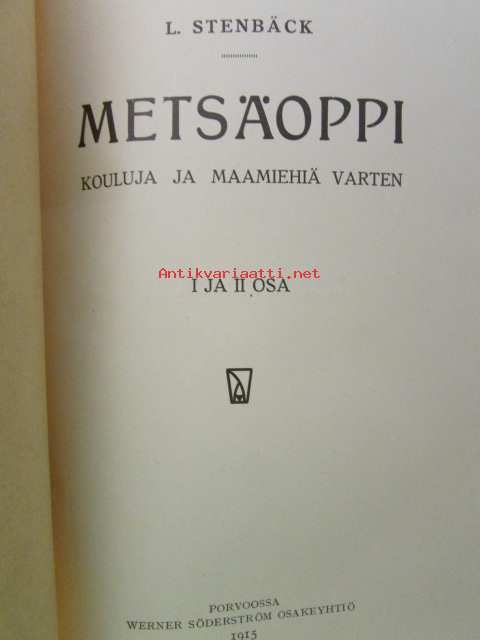 L. STENBÄCK
METSÄOPPI
KOULUJA JA MAAMIEHIÄ VARTEN
Antikvariaatti.net
I JA II OSA
PORVOOSSA
WERNER SÖDERSTRÖM OSAKEYHTIÖ
1915